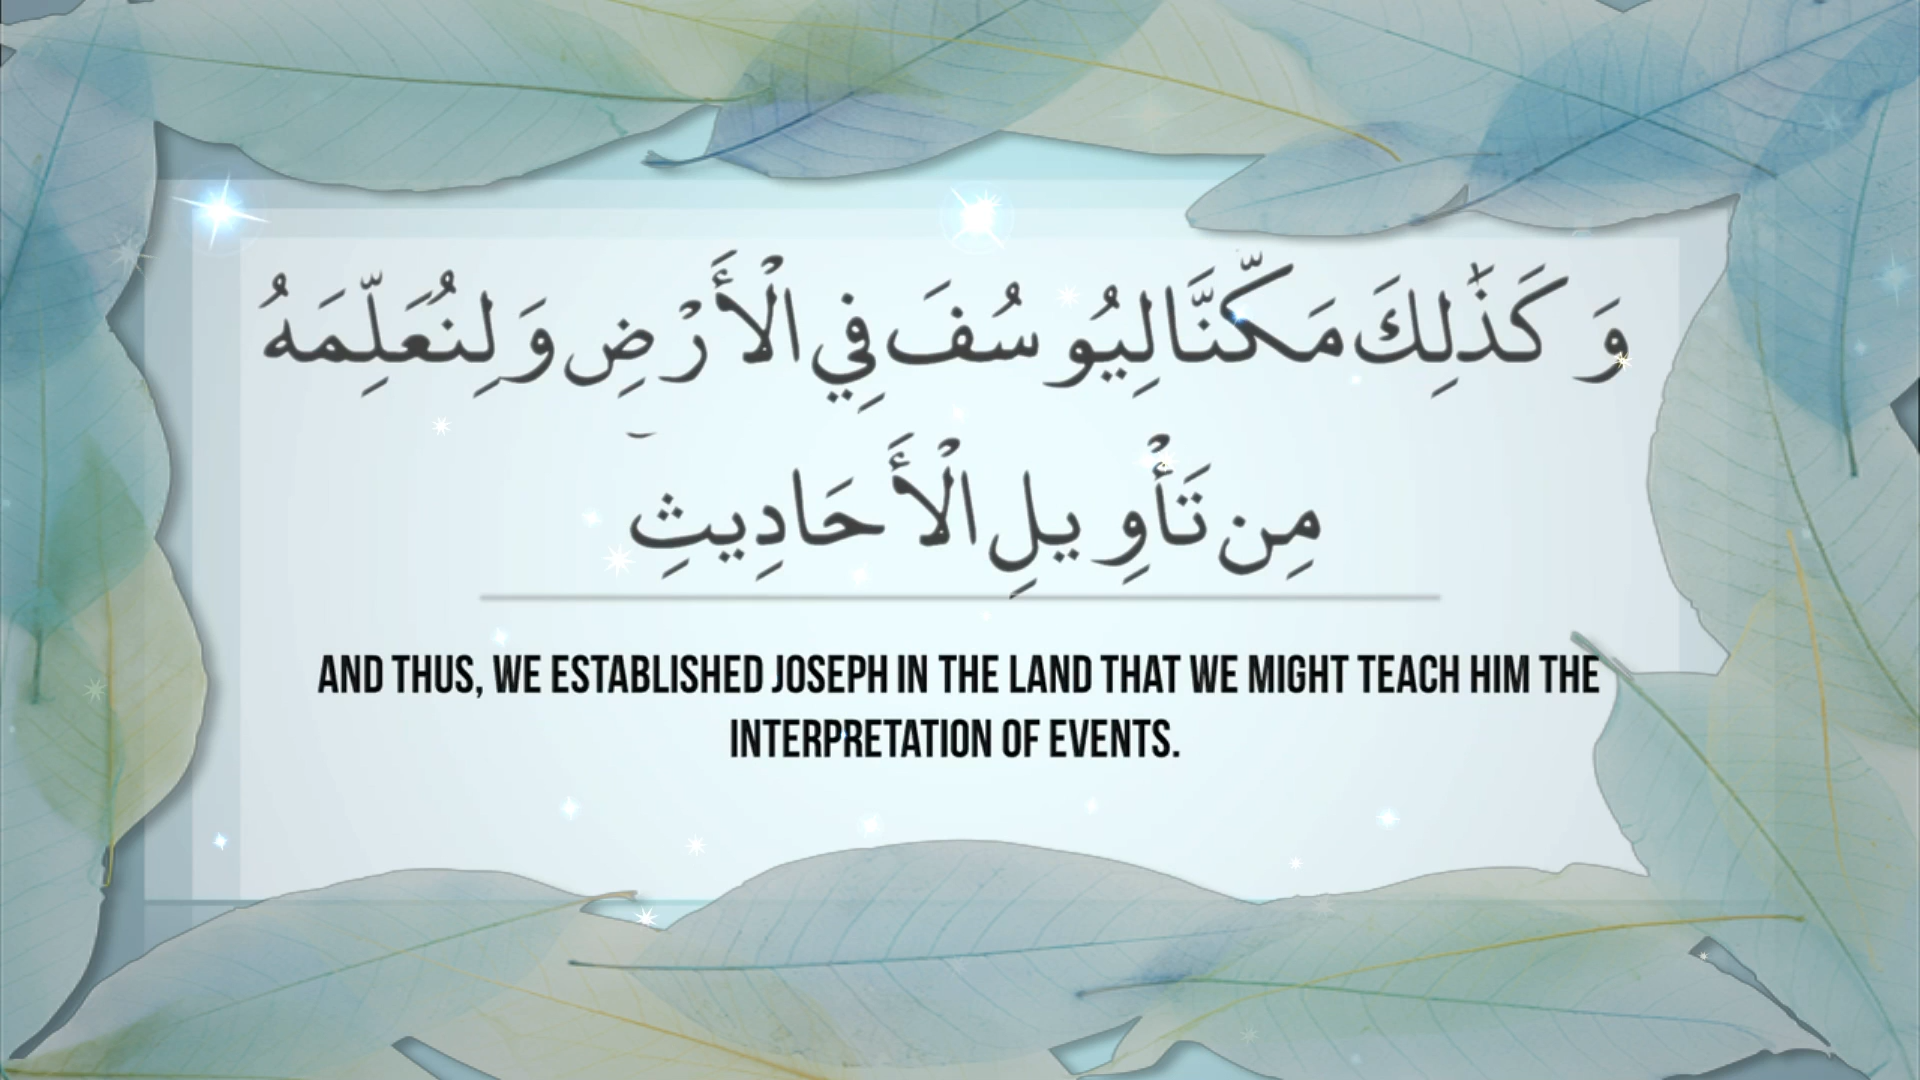 وَكَذَٰلِكَ مَكَّنَّا لِيُوسُفَ فِي الْأَرْضِ وَلِنُعَلِّمَهُ
مِن تَأْوِيلِ الْأَحَادِيثِ
AND THUS, WE ESTABLISHED JOSEPH IN THE LAND THAT WE MIGHT TEACH HIM THE
INTERPRETATION OF EVENTS.